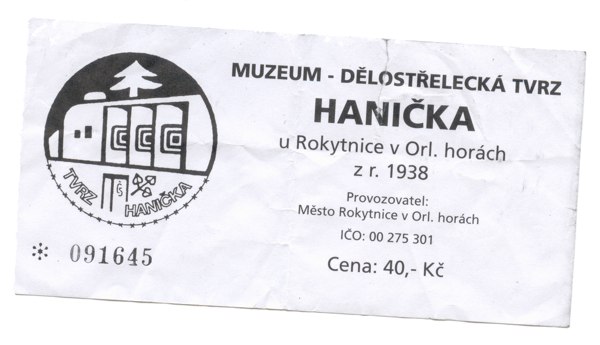 MUZEUM - DĚLOSTŘELECKÁ TVRZ
HANIČKA
u Rokytnice v Orl. horách
z r. 1938
Provozovatel:
Město Rokytnice v Orl. horách
IČO: 00 275 301
Cena: 40,- Kč
TVRZ HANIČKA
ČS
* 091645